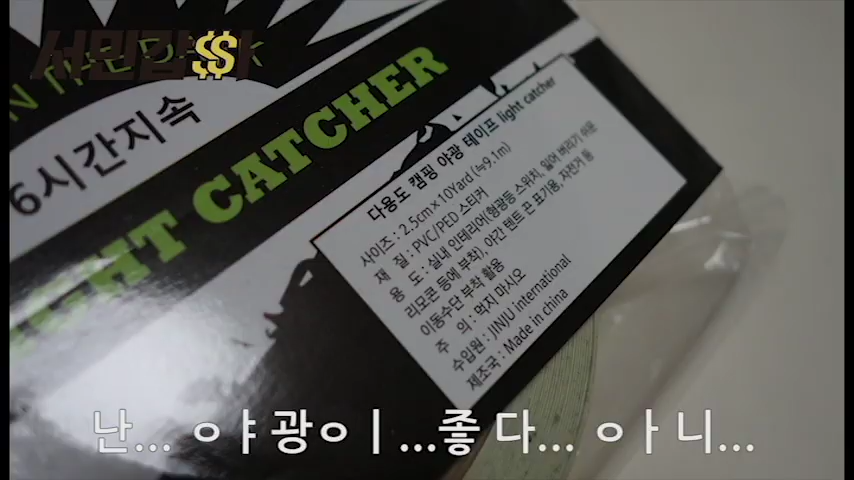 서민갑$$
N THE DARK
6시간지속
IGHT CATCHER
다용도 캠핑 야광 테이프 light catcher
사이즈 : 2.5cm×10Yard (≒9.1m)
재 질 : PVC/PED 스티커
용 도 : 실내 인테리어(형광등 스위치, 잃어 버리기 쉬운
리모콘 등에 부착), 야간 텐트 끈 표기용, 자전거 등
이동수단 부착 활용
주 의 : 먹지 마시오
수입원 : JINJU international
제조국 : Made in china
난... ㅇㅑ광ㅇㅣ...좋 다... ㅇㅏ니...